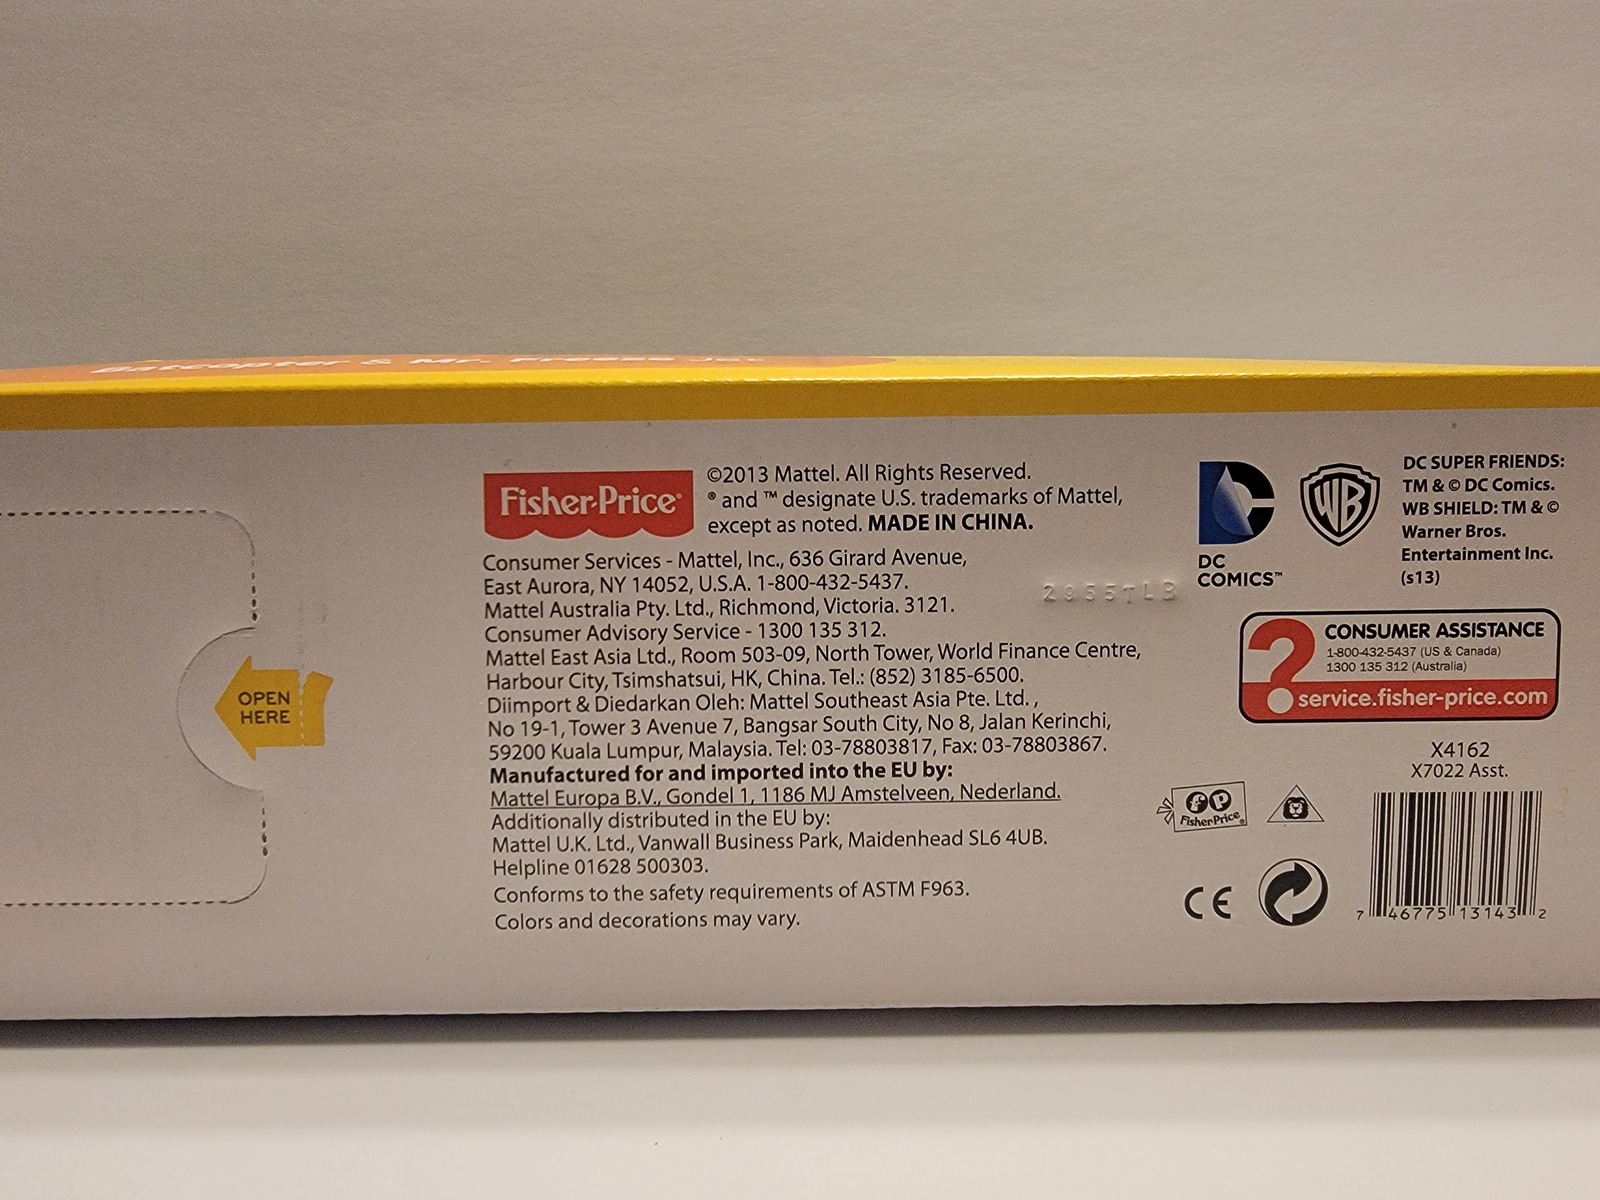 Batcopter & Mr. Freeze Jet
OPEN
HERE
Fisher-Price®
©2013 Mattel. All Rights Reserved.
® and ™ designate U.S. trademarks of Mattel,
except as noted. MADE IN CHINA.
Consumer Services - Mattel, Inc., 636 Girard Avenue,
East Aurora, NY 14052, U.S.A. 1-800-432-5437.
Mattel Australia Pty. Ltd., Richmond, Victoria. 3121.
Consumer Advisory Service - 1300 135 312.
Mattel East Asia Ltd., Room 503-09, North Tower, World Finance Centre,
Harbour City, Tsimshatsui, HK, China. Tel.: (852) 3185-6500.
Diimport & Diedarkan Oleh: Mattel Southeast Asia Pte. Ltd. ,
No 19-1, Tower 3 Avenue 7, Bangsar South City, No 8, Jalan Kerinchi,
59200 Kuala Lumpur, Malaysia. Tel: 03-78803817, Fax: 03-78803867.
Manufactured for and imported into the EU by:
Mattel Europa B.V., Gondel 1, 1186 MJ Amstelveen, Nederland.
Additionally distributed in the EU by:
Mattel U.K. Ltd., Vanwall Business Park, Maidenhead SL6 4UB.
Helpline 01628 500303.
Conforms to the safety requirements of ASTM F963.
Colors and decorations may vary.
DC
COMICS™
WB
DC SUPER FRIENDS:
TM & © DC Comics.
WB SHIELD: TM & ©
Warner Bros.
Entertainment Inc.
(s13)
? CONSUMER ASSISTANCE
1-800-432-5437 (US & Canada)
1300 135 312 (Australia)
service.fisher-price.com
X4162
X7022 Asst.
fp
Fisher-Price®
CE
7 46775 13143 2